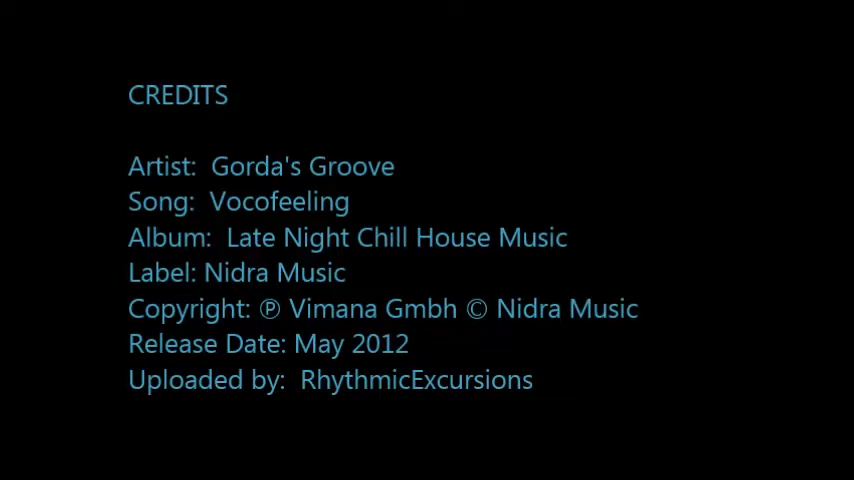 CREDITS
Artist:  Gorda's Groove
Song:  Vocofeeling
Album:  Late Night Chill House Music
Label: Nidra Music
Copyright: ℗ Vimana Gmbh © Nidra Music
Release Date: May 2012
Uploaded by:  RhythmicExcursions